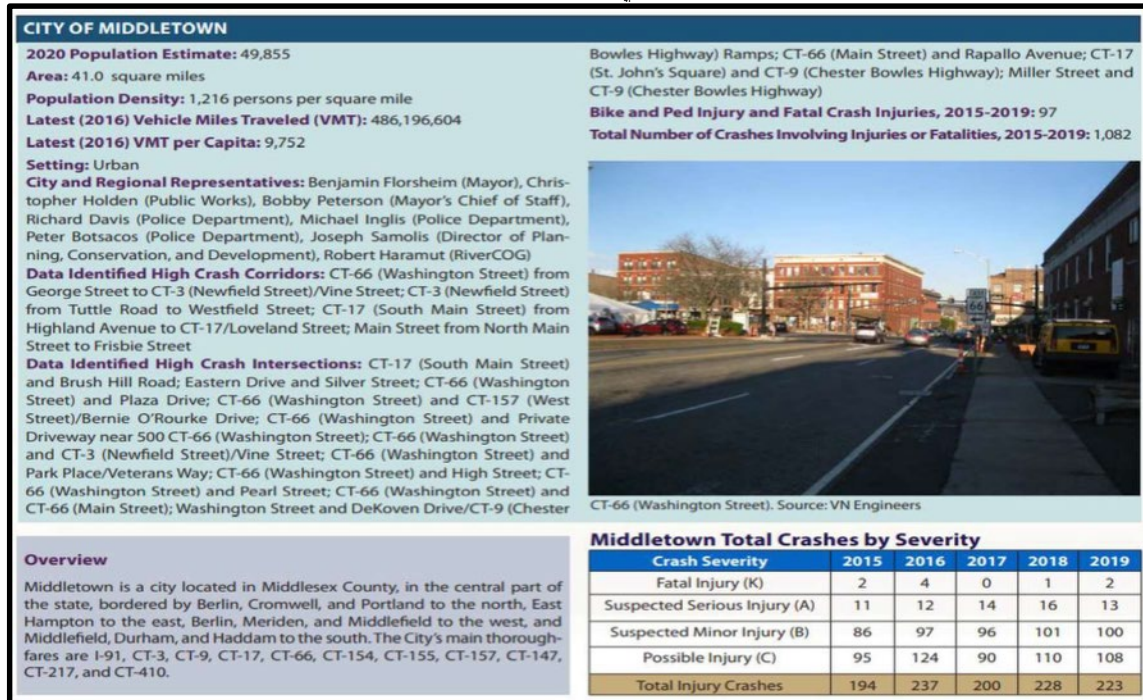 CITY OF MIDDLETOWN
2020 Population Estimate: 49,855
Area: 41.0 square miles
Population Density: 1,216 persons per square mile
Latest (2016) Vehicle Miles Traveled (VMT): 486,196,604
Latest (2016) VMT per Capita: 9,752
Setting: Urban
City and Regional Representatives: Benjamin Florsheim (Mayor), Chris-
topher Holden (Public Works), Bobby Peterson (Mayor's Chief of Staff),
Richard Davis (Police Department), Michael Inglis (Police Department),
Peter Botsacos (Police Department), Joseph Samolis (Director of Plan-
ning, Conservation, and Development), Robert Haramut (RiverCOG)
Data Identified High Crash Corridors: CT-66 (Washington Street) from
George Street to CT-3 (Newfield Street)/Vine Street; CT-3 (Newfield Street)
from Tuttle Road to Westfield Street; CT-17 (South Main Street) from
Highland Avenue to CT-17/Loveland Street; Main Street from North Main
Street to Frisbie Street
Data Identified High Crash Intersections: CT-17 (South Main Street)
and Brush Hill Road; Eastern Drive and Silver Street; CT-66 (Washington
Street) and Plaza Drive; CT-66 (Washington Street) and CT-157 (West
Street)/Bernie O'Rourke Drive; CT-66 (Washington Street) and Private
Driveway near 500 CT-66 (Washington Street); CT-66 (Washington Street)
and CT-3 (Newfield Street)/Vine Street; CT-66 (Washington Street) and
Park Place/Veterans Way; CT-66 (Washington Street) and High Street; CT-
66 (Washington Street) and Pearl Street; CT-66 (Washington Street) and
CT-66 (Main Street); Washington Street and DeKoven Drive/CT-9 (Chester
Bowles Highway) Ramps; CT-66 (Main Street) and Rapallo Avenue; CT-17
(St. John's Square) and CT-9 (Chester Bowles Highway); Miller Street and
CT-9 (Chester Bowles Highway)
Bike and Ped Injury and Fatal Crash Injuries, 2015-2019: 97
Total Number of Crashes Involving Injuries or Fatalities, 2015-2019: 1,082
66
CT-66 (Washington Street). Source: VN Engineers
Overview
Middletown is a city located in Middlesex County, in the central part of
the state, bordered by Berlin, Cromwell, and Portland to the north, East
Hampton to the east, Berlin, Meriden, and Middlefield to the west, and
Middlefield, Durham, and Haddam to the south. The City's main thorough-
fares are I-91, CT-3, CT-9, CT-17, CT-66, CT-154, CT-155, CT-157, CT-147,
CT-217, and CT-410.
Middletown Total Crashes by Severity
Crash Severity 2015 2016 2017 2018 2019
Fatal Injury (K) 2 4 0 1 2
Suspected Serious Injury (A) 11 12 14 16 13
Suspected Minor Injury (B) 86 97 96 101 100
Possible Injury (C) 95 124 90 110 108
Total Injury Crashes 194 237 200 228 223